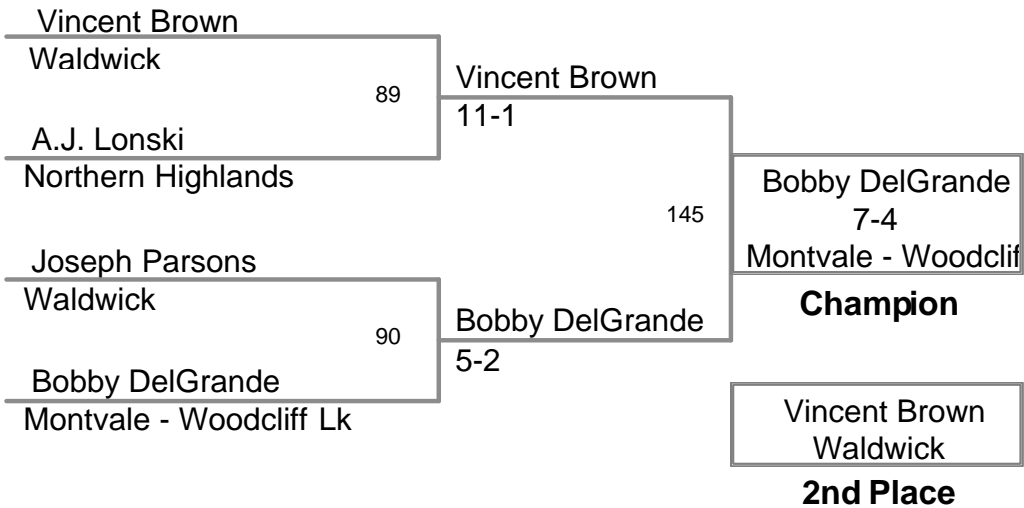 Vincent Brown
Waldwick
89
A.J. Lonski
Northern Highlands
Joseph Parsons
Waldwick
90
Bobby DelGrande
Montvale - Woodcliff Lk
Vincent Brown
11-1
145
Bobby DelGrande
5-2
Bobby DelGrande
7-4
Montvale - Woodclif
Champion
Vincent Brown
Waldwick
2nd Place